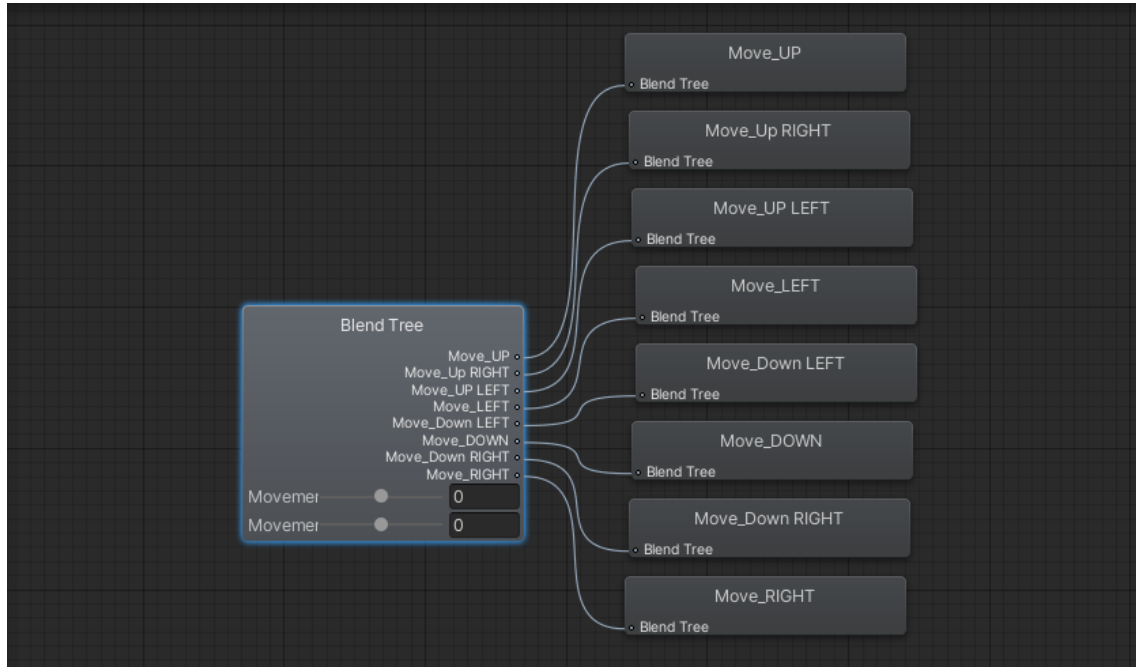 Move_UP
Blend Tree
Move_Up RIGHT
Blend Tree
Move_UP LEFT
Blend Tree
Move_LEFT
Blend Tree
Move_Down LEFT
Blend Tree
Move_DOWN
Blend Tree
Move_Down RIGHT
Blend Tree
Move_RIGHT
Blend Tree
Blend Tree
Move_UP
Move_Up RIGHT
Move_UP LEFT
Move_LEFT
Move_Down LEFT
Move_DOWN
Move_Down RIGHT
Move_RIGHT
Movemer 0
Movemer 0